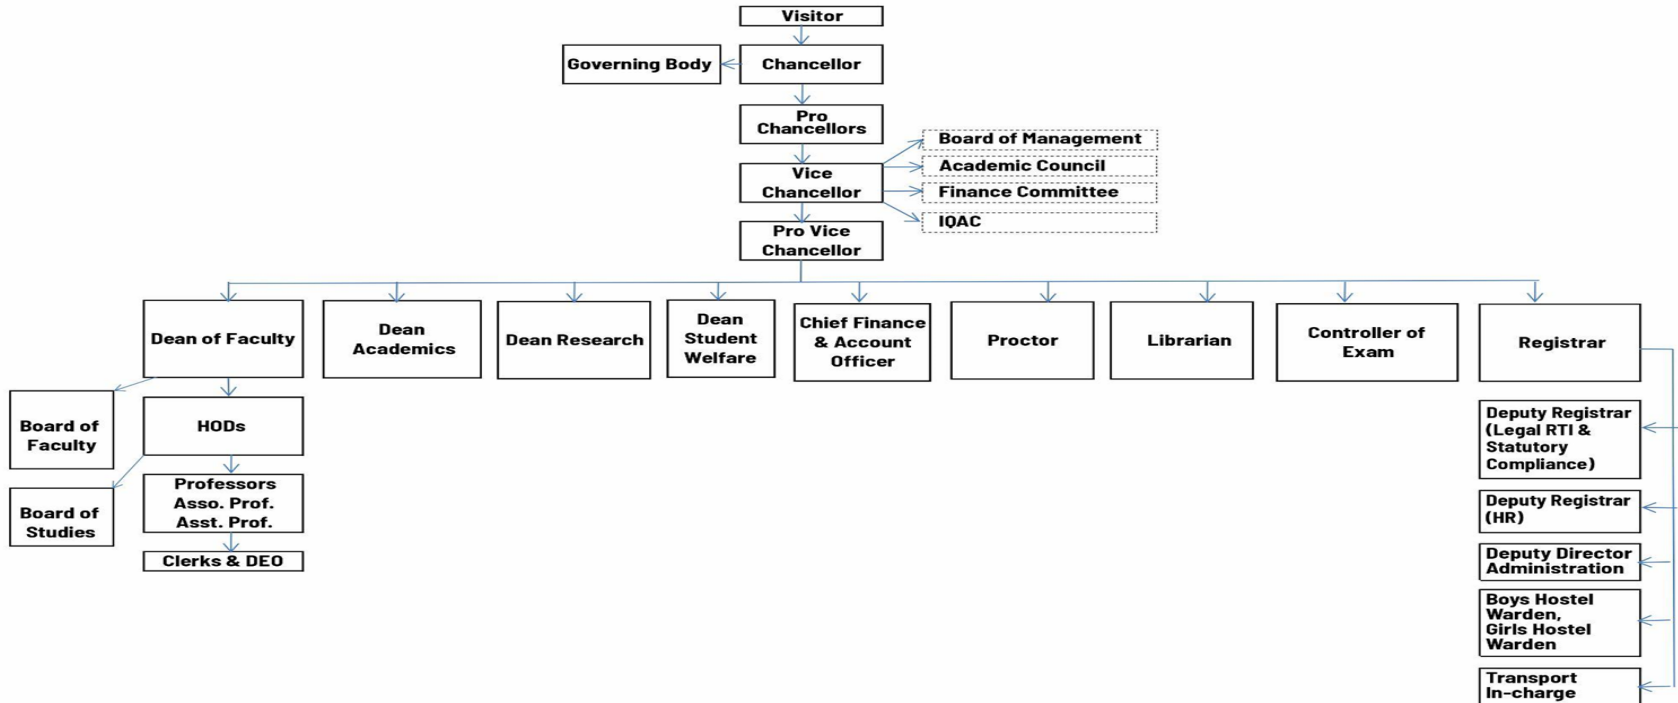 Visitor
Governing Body
Chancellor
Pro
Chancellors
Board of Management
Academic Council
Finance Committee
IQAC
Vice
Chancellor
Pro Vice
Chancellor
Dean of Faculty
Dean
Academics
Dean Research
Dean
Student
Welfare
Chief Finance
& Account
Officer
Proctor
Librarian
Controller of
Exam
Registrar
Board of
Faculty
HODs
Board of
Studies
Professors
Asso. Prof.
Asst. Prof.
Clerks & DEO
Deputy Registrar
(Legal RTI &
Statutory
Compliance)
Deputy Registrar
(HR)
Deputy Director
Administration
Boys Hostel
Warden,
Girls Hostel
Warden
Transport
In-charge